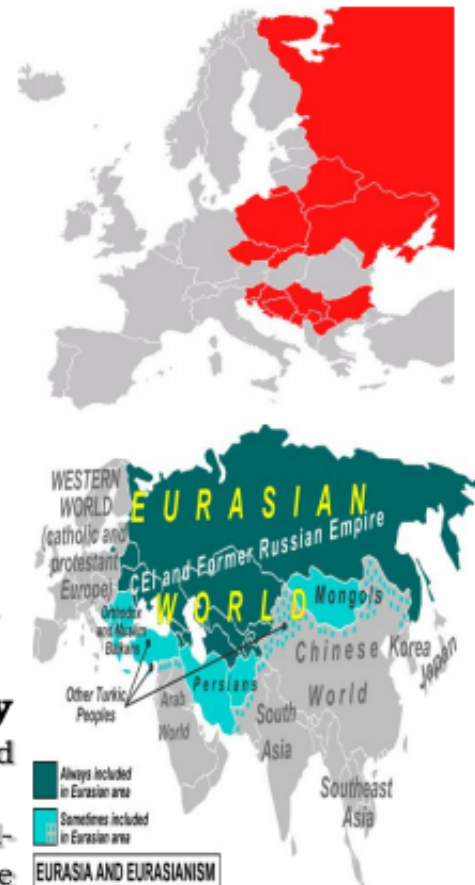 WESTERN
WORLD
(catholic and
protestant
Europe)
EURASIAN
CEI and Former Russian Empire
WORLD
Mongols
Orthodox
and Muslim
Balkans
Chinese
World
Korea
Japan
Other Turkic
Peoples
Persians
Arab
World
South
Asia
Southeast
Asia
y
d
Always included
in Eurasian area
Sometimes included
in Eurasian area
l-
e
EURASIA AND EURASIANISM